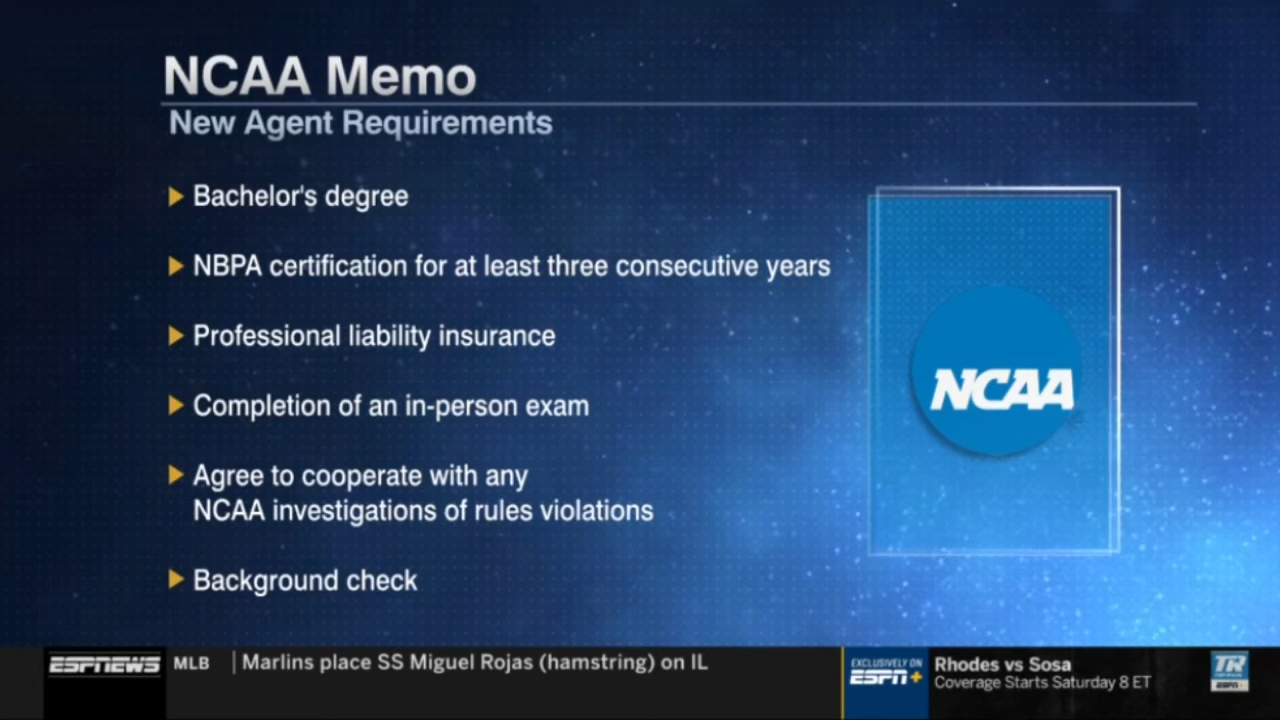 NCAA Memo
New Agent Requirements
Bachelor's degree
NBPA certification for at least three consecutive years
Professional liability insurance
Completion of an in-person exam
Agree to cooperate with any
NCAA investigations of rules violations
Background check
NCAA
ESPNEWS MLB Marlins place SS Miguel Rojas (hamstring) on IL
EXCLUSIVELY ON
ESPN+
Rhodes vs Sosa
Coverage Starts Saturday 8 ET
TR
ESPN+